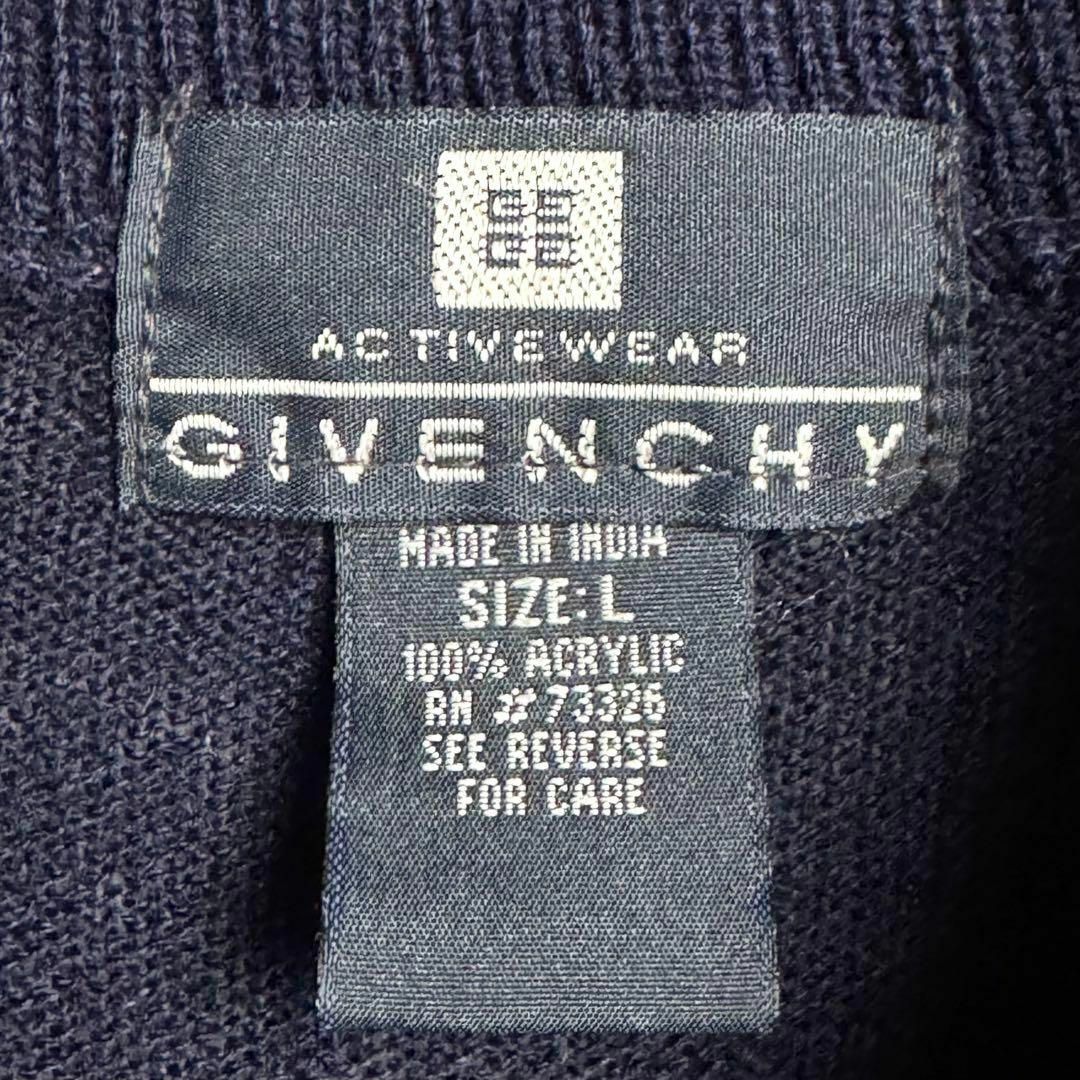 ACTIVEWEAR
GIVENCHY
MADE IN INDIA
SIZE: L
100% ACRYLIC
RN #73326
SEE REVERSE
FOR CARE